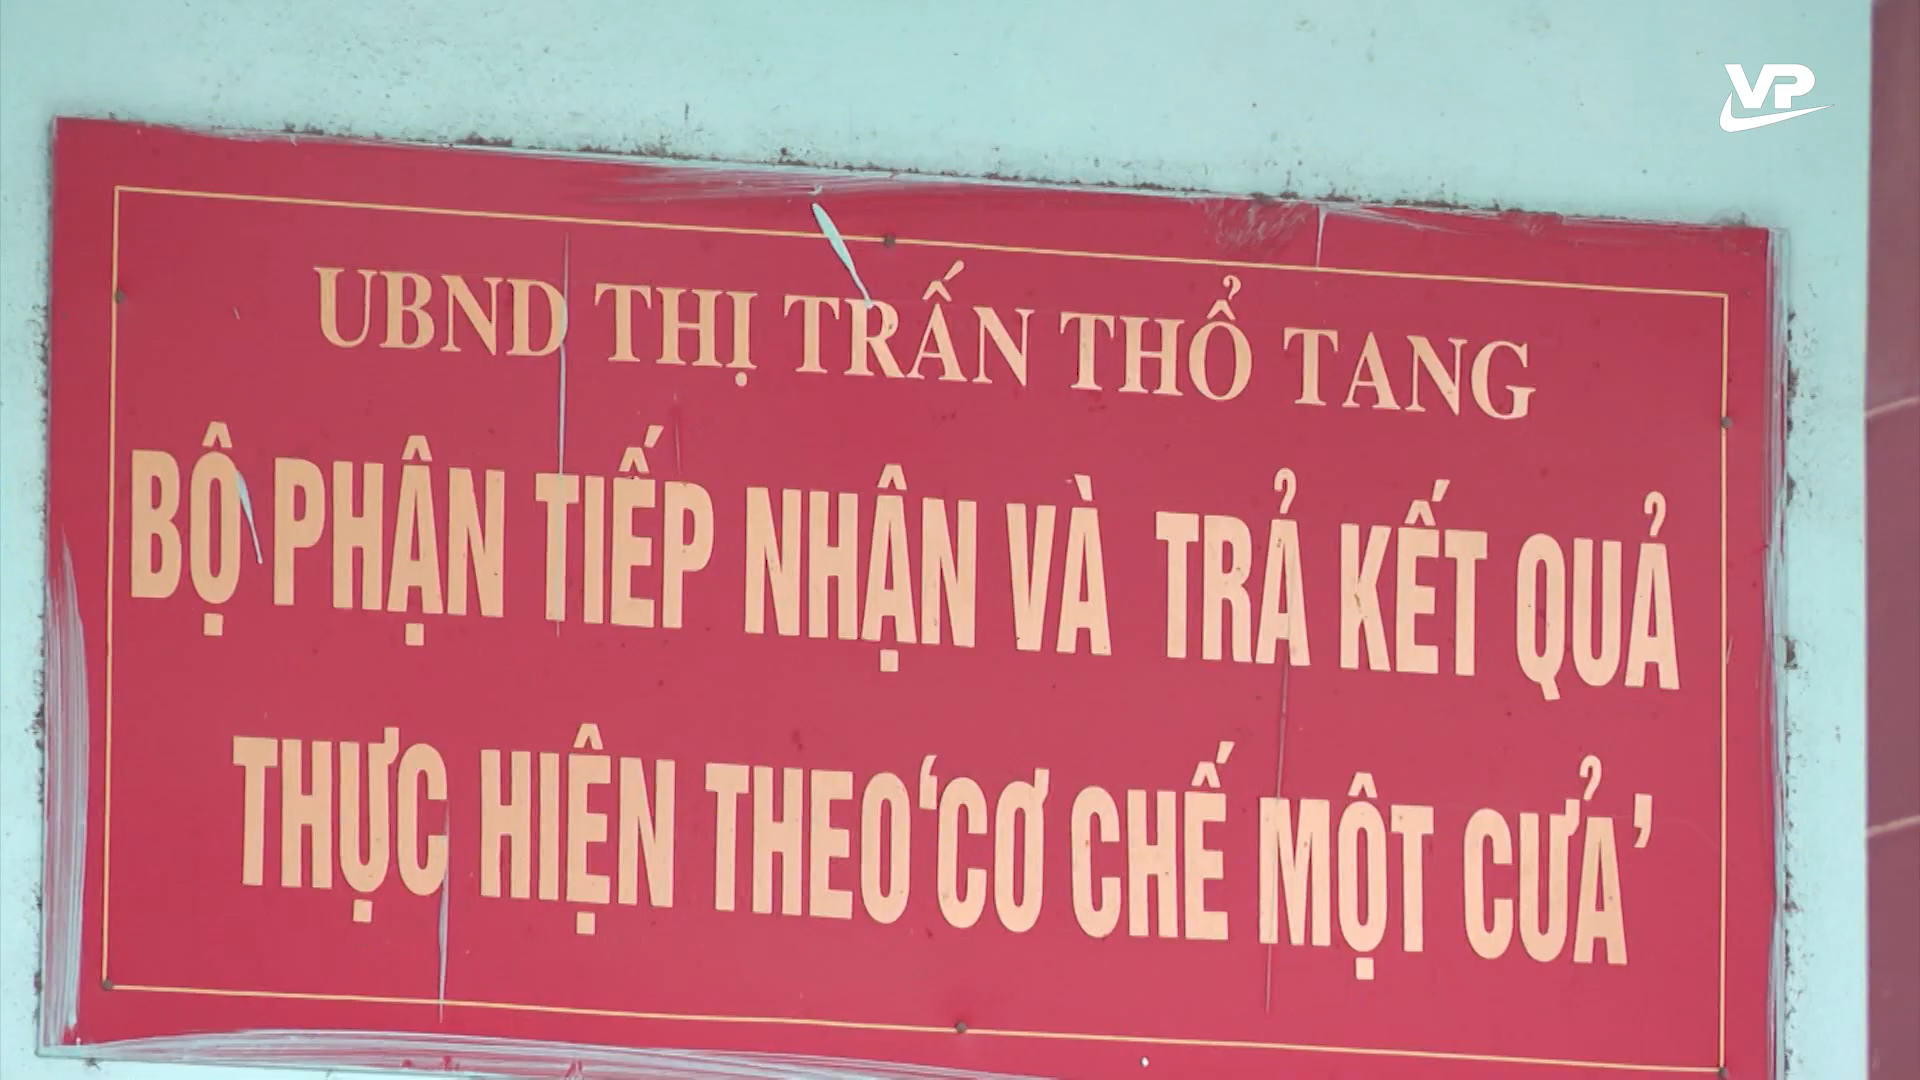 VP
UBND THỊ TRẤN THỔ TANG
BỘ PHẬN TIẾP NHẬN VÀ TRẢ KẾT QUẢ
THỰC HIỆN THEO ‘CƠ CHẾ MỘT CỬA’